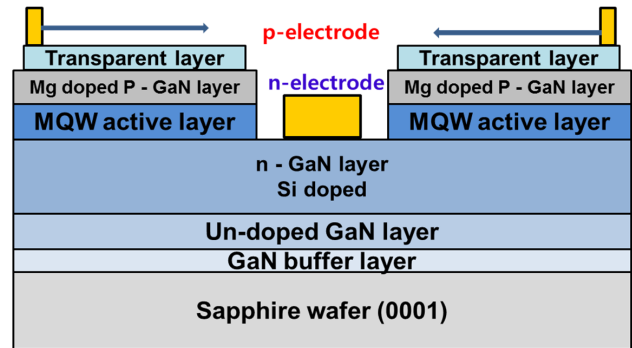 p-electrode
Transparent layer
Transparent layer
Mg doped P - GaN layer
n-electrode
Mg doped P - GaN layer
MQW active layer
MQW active layer
n - GaN layer
Si doped
Un-doped GaN layer
GaN buffer layer
Sapphire wafer (0001)